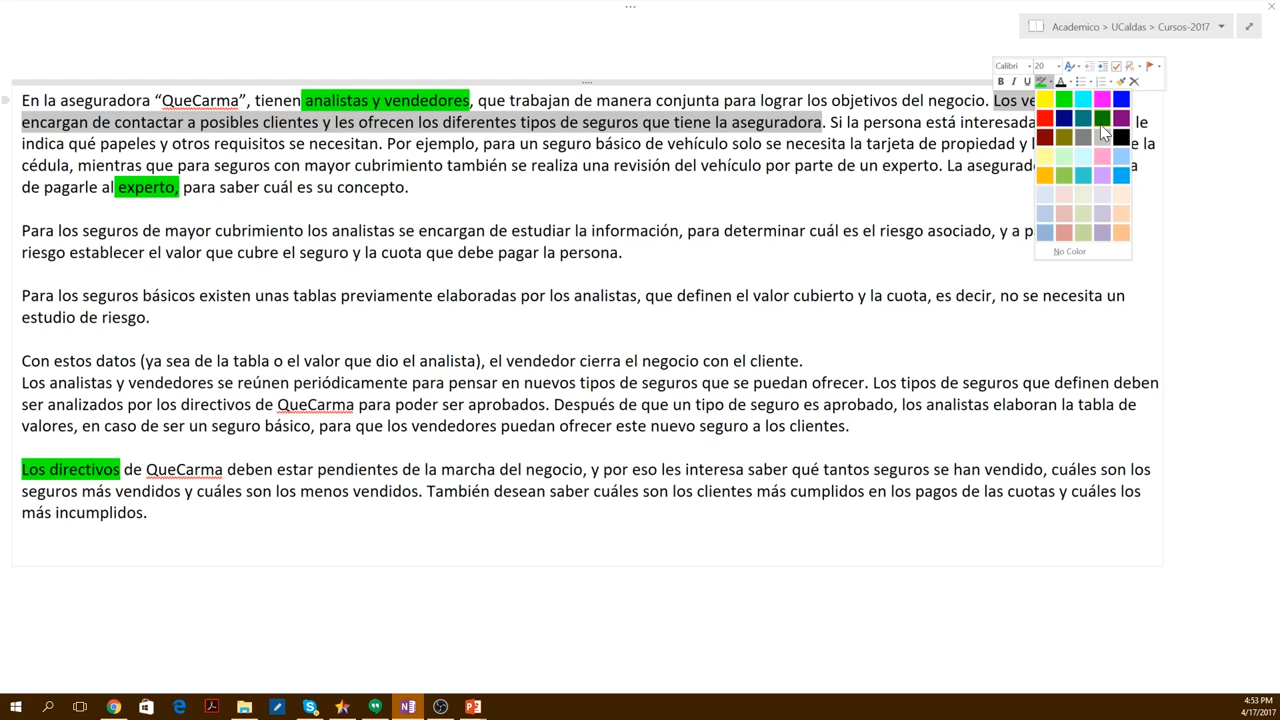 Academico > UCaldas > Cursos-2017
Calibri 20
B I U A
No Color
En la aseguradora “QueCarma”, tienen analistas y vendedores, que trabajan de manera conjunta para lograr los objetivos del negocio. Los ve
encargan de contactar a posibles clientes y les ofrecen los diferentes tipos de seguros que tiene la aseguradora. Si la persona está interesada le
indica qué papeles y otros requisitos se necesitan. Por ejemplo, para un seguro básico de vehículo solo se necesita la tarjeta de propiedad y l e la
cédula, mientras que para seguros con mayor cubrimiento también se realiza una revisión del vehículo por parte de un experto. La asegurado a
de pagarle al experto, para saber cuál es su concepto.
Para los seguros de mayor cubrimiento los analistas se encargan de estudiar la información, para determinar cuál es el riesgo asociado, y a p
riesgo establecer el valor que cubre el seguro y la cuota que debe pagar la persona.
Para los seguros básicos existen unas tablas previamente elaboradas por los analistas, que definen el valor cubierto y la cuota, es decir, no se necesita un
estudio de riesgo.
Con estos datos (ya sea de la tabla o el valor que dio el analista), el vendedor cierra el negocio con el cliente.
Los analistas y vendedores se reúnen periódicamente para pensar en nuevos tipos de seguros que se puedan ofrecer. Los tipos de seguros que definen deben
ser analizados por los directivos de QueCarma para poder ser aprobados. Después de que un tipo de seguro es aprobado, los analistas elaboran la tabla de
valores, en caso de ser un seguro básico, para que los vendedores puedan ofrecer este nuevo seguro a los clientes.
Los directivos de QueCarma deben estar pendientes de la marcha del negocio, y por eso les interesa saber qué tantos seguros se han vendido, cuáles son los
seguros más vendidos y cuáles son los menos vendidos. También desean saber cuáles son los clientes más cumplidos en los pagos de las cuotas y cuáles los
más incumplidos.
4:53 PM
4/17/2017